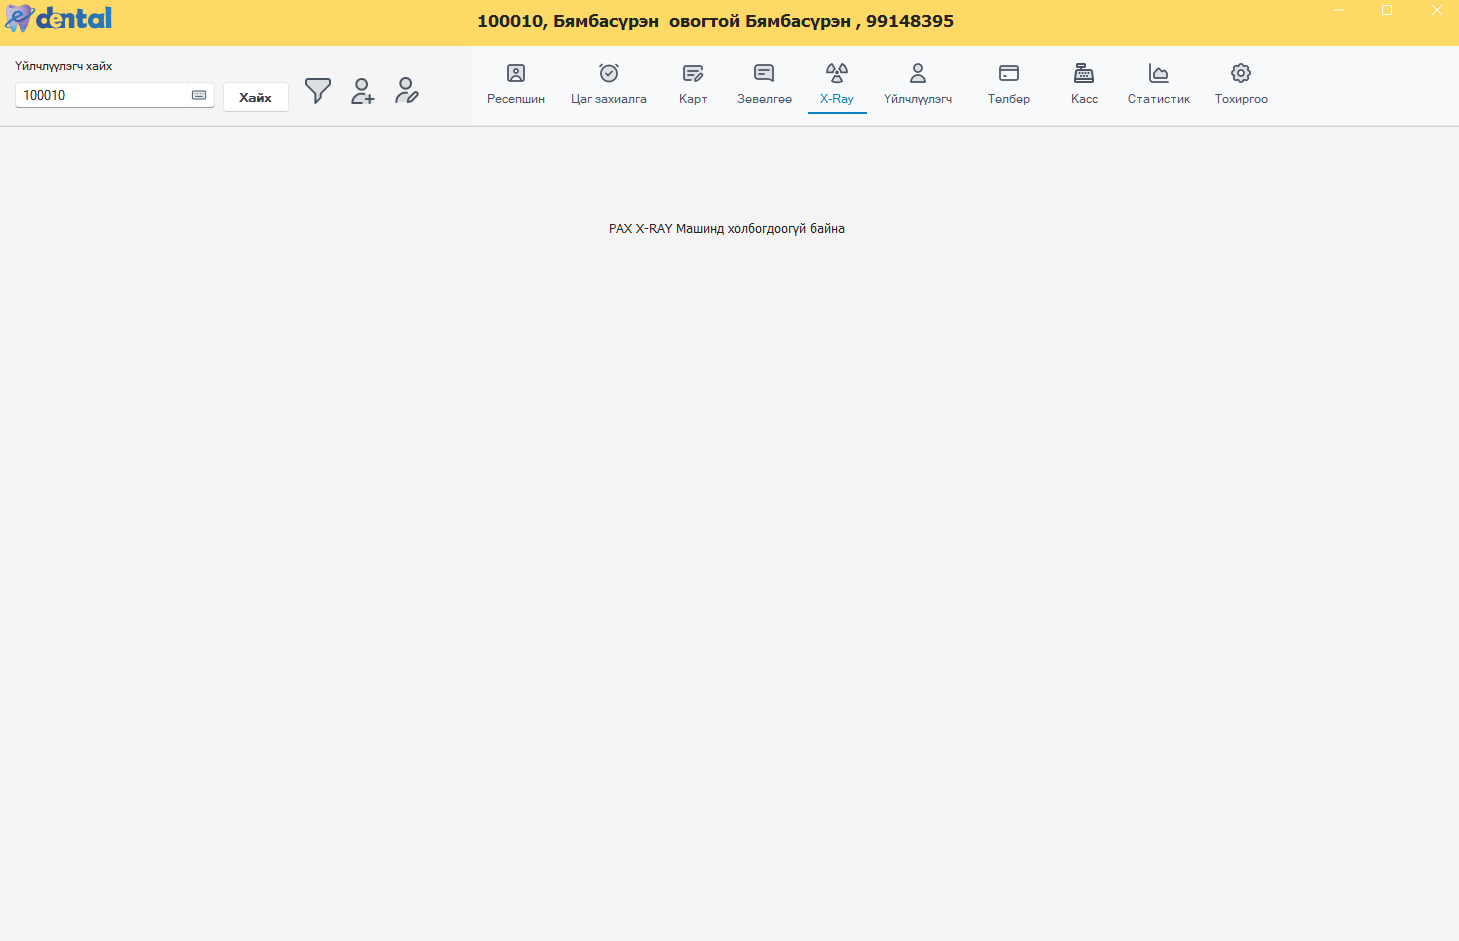 edental
100010, Бямбасүрэн овогтой Бямбасүрэн , 99148395
Үйлчлүүлэгч хайх
100010
Хайх
Ресепшин
Цаг захиалга
Карт
Зөвөлгөө
X-Ray
Үйлчлүүлэгч
Төлбөр
Касс
Статистик
Тохиргоо
PAX X-RAY Машинд холбогдоогүй байна